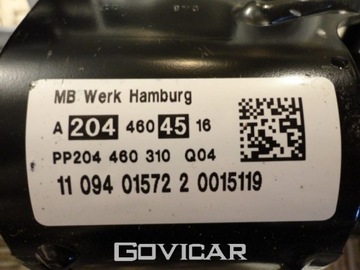 MB Werk Hamburg
A 204 460 45 16
PP204 460 310 Q04
11 094 01572 2 0015119
GOVICAR